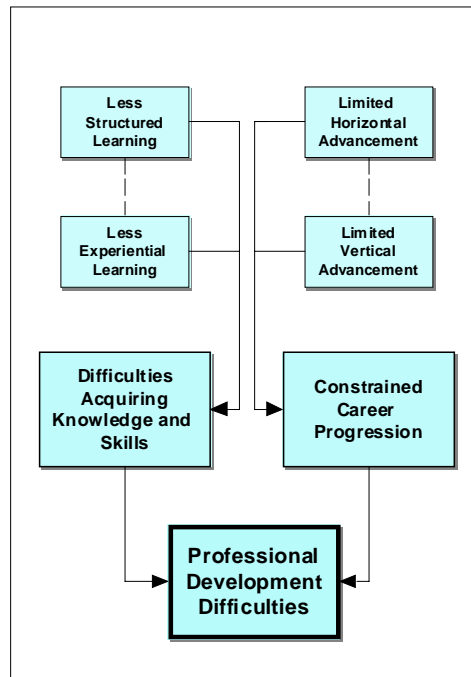 Less
Structured
Learning
Limited
Horizontal
Advancement
Less
Experiential
Learning
Limited
Vertical
Advancement
Difficulties
Acquiring
Knowledge and
Skills
Constrained
Career
Progression
Professional
Development
Difficulties